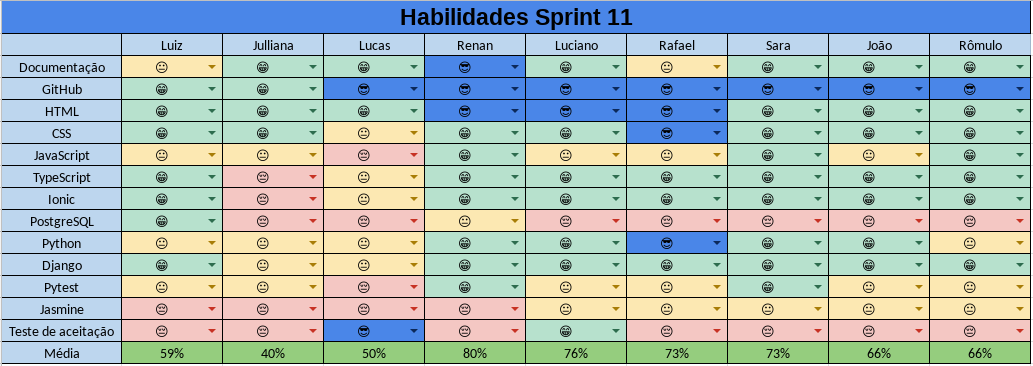 Habilidades Sprint 11
Luiz Julliana Lucas Renan Luciano Rafael Sara João Rômulo
Documentação 😐 😁 😁 😎 😁 😐 😁 😁 😁
GitHub 😁 😁 😎 😎 😎 😎 😎 😎 😎
HTML 😁 😁 😁 😎 😎 😎 😁 😁 😁
CSS 😁 😁 😐 😁 😁 😎 😁 😁 😁
JavaScript 😐 😐 😔 😁 😐 😐 😁 😐 😁
TypeScript 😁 😔 😐 😁 😁 😁 😁 😁 😁
Ionic 😁 😔 😐 😁 😁 😁 😁 😁 😁
PostgreSQL 😁 😔 😔 😐 😔 😔 😔 😔 😔
Python 😐 😐 😐 😁 😁 😎 😁 😁 😐
Django 😁 😐 😐 😁 😁 😁 😁 😁 😁
Pytest 😐 😐 😔 😁 😐 😐 😁 😐 😐
Jasmine 😔 😔 😔 😔 😐 😐 😐 😐 😐
Teste de aceitação 😔 😔 😎 😔 😁 😔 😔 😔 😔
Média 59% 40% 50% 80% 76% 73% 73% 66% 66%